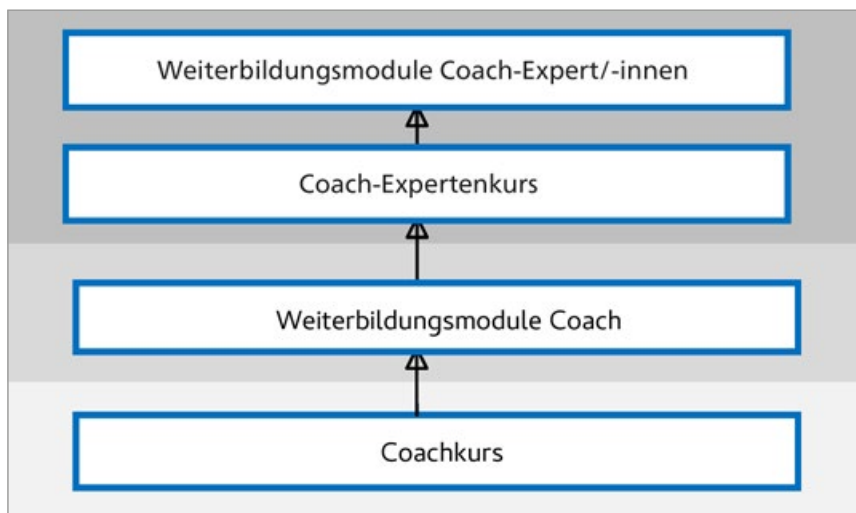 Weiterbildungsmodule Coach-Expert/-innen
Coach-Expertenkurs
Weiterbildungsmodule Coach
Coachkurs